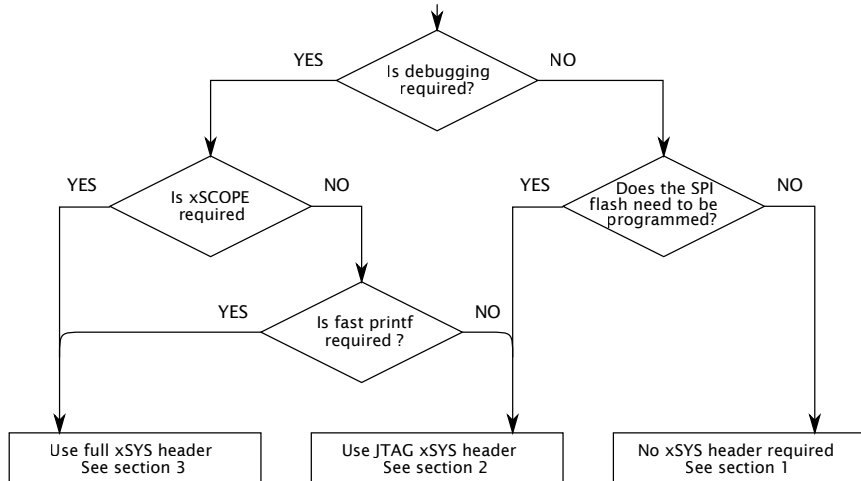 Is debugging
required?
YES
NO
Is xSCOPE
required
YES
NO
Does the SPI
flash need to be
programmed?
YES
NO
Is fast printf
required ?
YES
NO
Use full xSYS header
See section 3
Use JTAG xSYS header
See section 2
No xSYS header required
See section 1